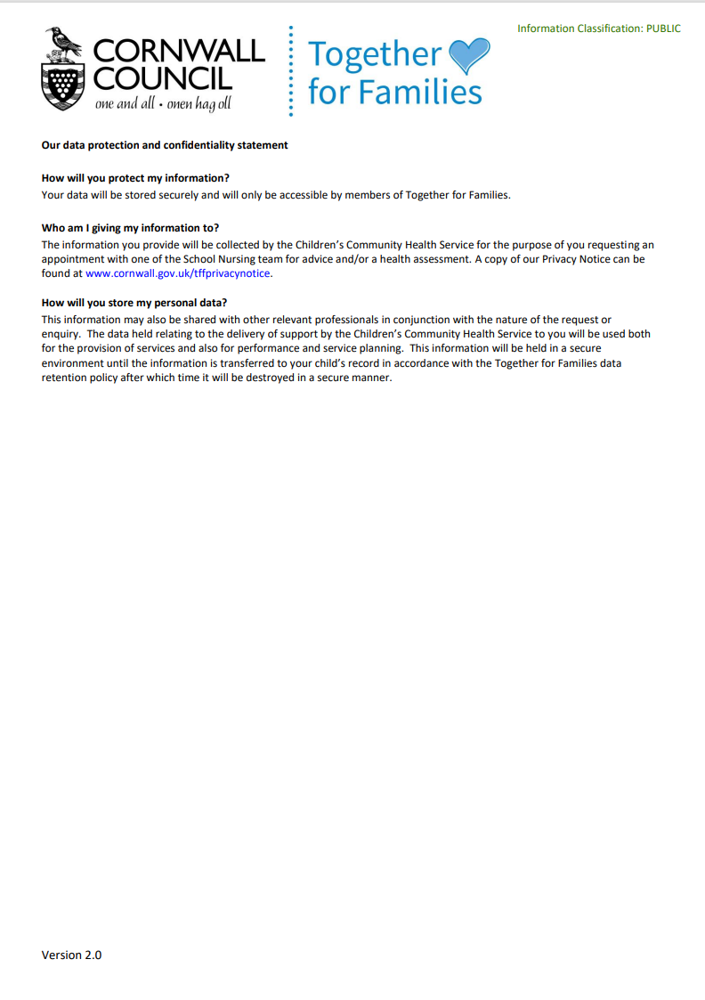 Information Classification: PUBLIC
CORNWALL
COUNCIL
one and all • onen hag oll
Together
for Families
Our data protection and confidentiality statement
How will you protect my information?
Your data will be stored securely and will only be accessible by members of Together for Families.
Who am I giving my information to?
The information you provide will be collected by the Children’s Community Health Service for the purpose of you requesting an
appointment with one of the School Nursing team for advice and/or a health assessment. A copy of our Privacy Notice can be
found at www.cornwall.gov.uk/tffprivacynotice.
How will you store my personal data?
This information may also be shared with other relevant professionals in conjunction with the nature of the request or
enquiry.  The data held relating to the delivery of support by the Children’s Community Health Service to you will be used both
for the provision of services and also for performance and service planning.  This information will be held in a secure
environment until the information is transferred to your child’s record in accordance with the Together for Families data
retention policy after which time it will be destroyed in a secure manner.
Version 2.0